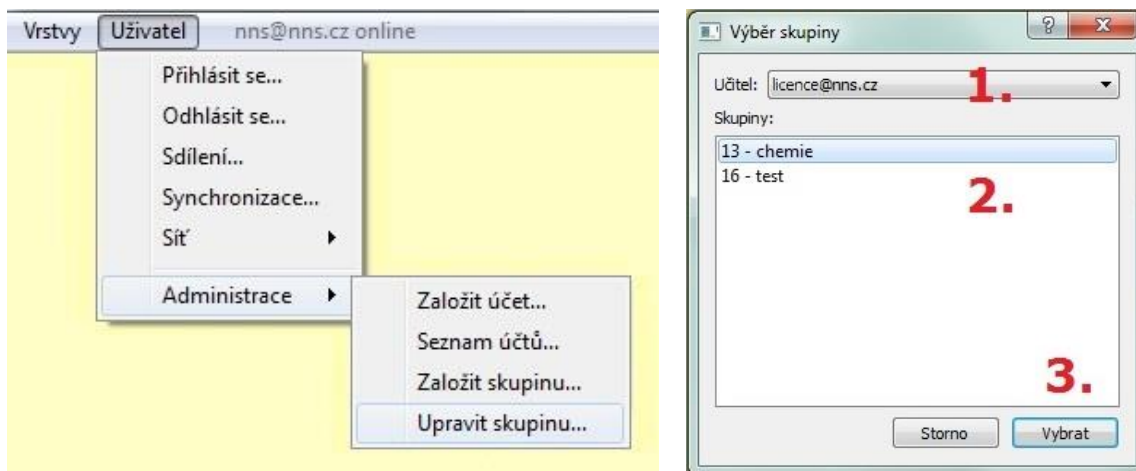 Vrstvy Uživatel nns@nns.cz online
Přihlásit se...
Odhlásit se...
Sdílení...
Synchronizace...
Síť
Administrace
Založit účet...
Seznam účtů...
Založit skupinu...
Upravit skupinu...
Výběr skupiny
Učitel: licence@nns.cz 1.
Skupiny:
13 - chemie
16 - test
2.
3.
Storno Vybrat